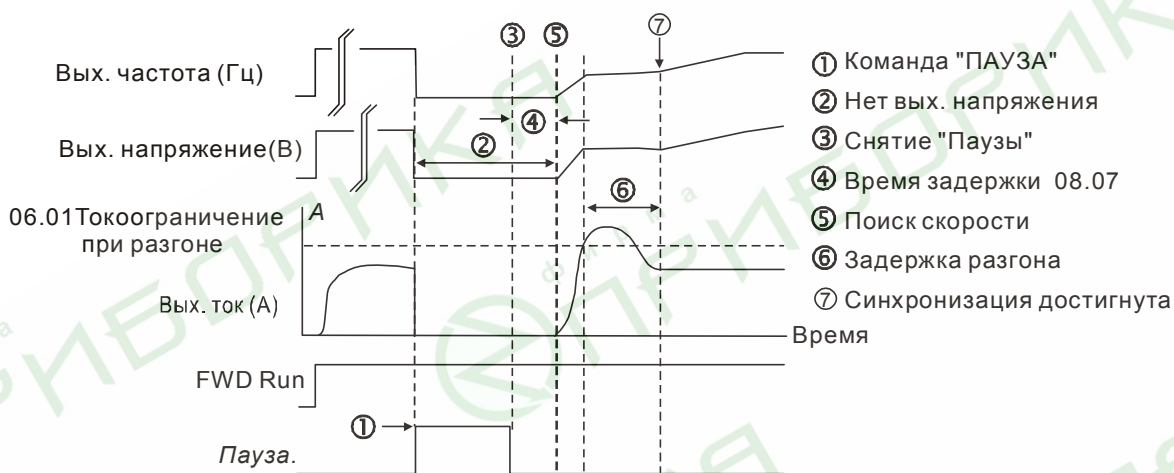 ③ ⑤ ⑦
Вых. частота (Гц)
④
Вых. напряжение(В)
②
06.01Токоограничение
при разгоне
A
⑥
Вых. ток (А)
Время
FWD Run
①
Пауза.
① Команда "ПАУЗА"
② Нет вых. напряжения
③ Снятие "Паузы"
④ Время задержки 08.07
⑤ Поиск скорости
⑥ Задержка разгона
⑦ Синхронизация достигнута
ПРИБОРИКА
ПРИБОРИКА